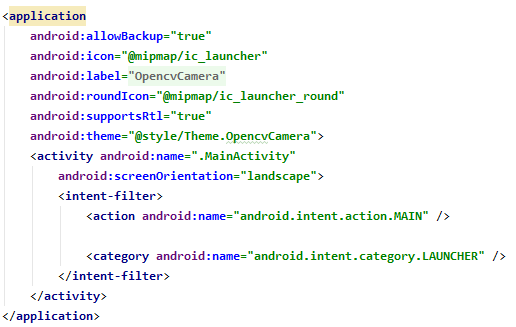 <application
android:allowBackup="true"
android:icon="@mipmap/ic_launcher"
android:label="OpencvCamera"
android:roundIcon="@mipmap/ic_launcher_round"
android:supportsRtl="true"
android:theme="@style/Theme.OpencvCamera">
<activity android:name=".MainActivity"
android:screenOrientation="landscape">
<intent-filter>
<action android:name="android.intent.action.MAIN" />
<category android:name="android.intent.category.LAUNCHER" />
</intent-filter>
</activity>
</application>